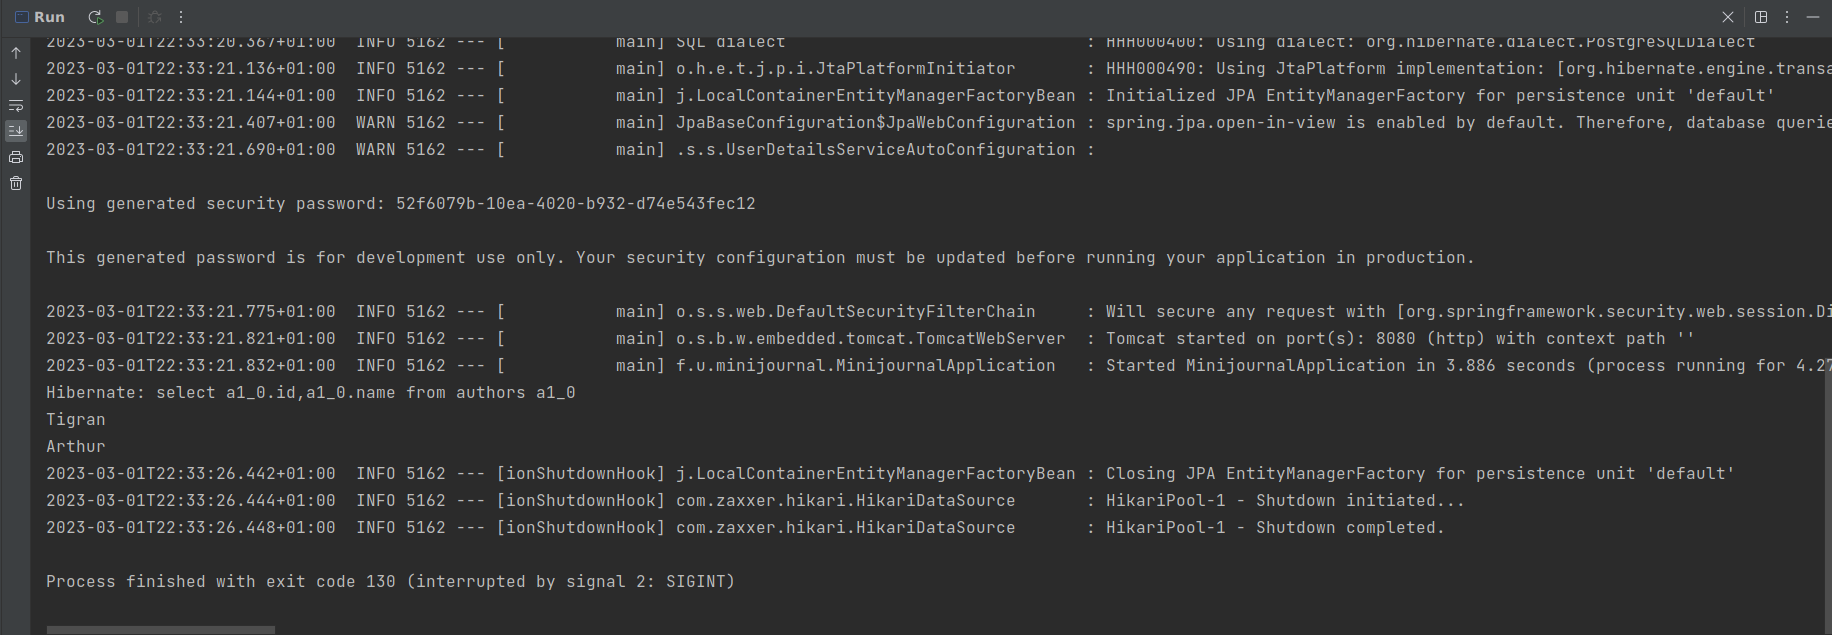 Run
2023-03-01T22:33:20.367+01:00  INFO 5162 --- [           main] SQL dialect                              : HHH000400: Using dialect: org.hibernate.dialect.PostgreSQLDialect
2023-03-01T22:33:21.136+01:00  INFO 5162 --- [           main] o.h.e.t.j.p.i.JtaPlatformInitiator       : HHH000490: Using JtaPlatform implementation: [org.hibernate.engine.transa
2023-03-01T22:33:21.144+01:00  INFO 5162 --- [           main] j.LocalContainerEntityManagerFactoryBean : Initialized JPA EntityManagerFactory for persistence unit 'default'
2023-03-01T22:33:21.407+01:00  WARN 5162 --- [           main] JpaBaseConfiguration$JpaWebConfiguration : spring.jpa.open-in-view is enabled by default. Therefore, database querie
2023-03-01T22:33:21.690+01:00  WARN 5162 --- [           main] .s.s.UserDetailsServiceAutoConfiguration :
Using generated security password: 52f6079b-10ea-4020-b932-d74e543fec12
This generated password is for development use only. Your security configuration must be updated before running your application in production.
2023-03-01T22:33:21.775+01:00  INFO 5162 --- [           main] o.s.s.web.DefaultSecurityFilterChain     : Will secure any request with [org.springframework.security.web.session.Di
2023-03-01T22:33:21.821+01:00  INFO 5162 --- [           main] o.s.b.w.embedded.tomcat.TomcatWebServer  : Tomcat started on port(s): 8080 (http) with context path ''
2023-03-01T22:33:21.832+01:00  INFO 5162 --- [           main] f.u.minijournal.MinijournalApplication   : Started MinijournalApplication in 3.886 seconds (process running for 4.27
Hibernate: select a1_0.id,a1_0.name from authors a1_0
Tigran
Arthur
2023-03-01T22:33:26.442+01:00  INFO 5162 --- [ionShutdownHook] j.LocalContainerEntityManagerFactoryBean : Closing JPA EntityManagerFactory for persistence unit 'default'
2023-03-01T22:33:26.444+01:00  INFO 5162 --- [ionShutdownHook] com.zaxxer.hikari.HikariDataSource       : HikariPool-1 - Shutdown initiated...
2023-03-01T22:33:26.448+01:00  INFO 5162 --- [ionShutdownHook] com.zaxxer.hikari.HikariDataSource       : HikariPool-1 - Shutdown completed.
Process finished with exit code 130 (interrupted by signal 2: SIGINT)